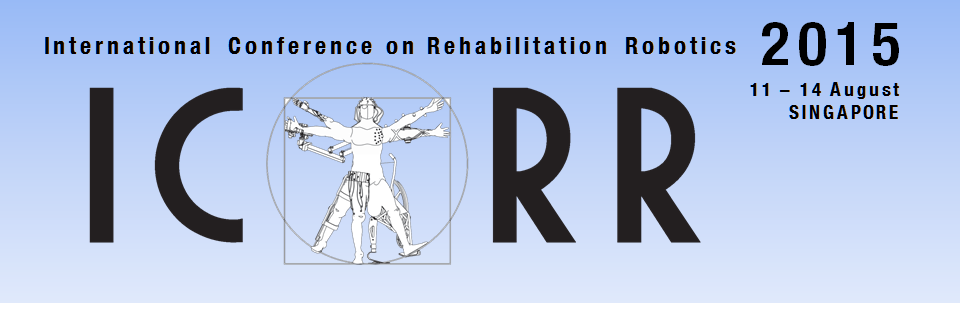 International Conference on Rehabilitation Robotics
2015
11 – 14 August
SINGAPORE
IC RR